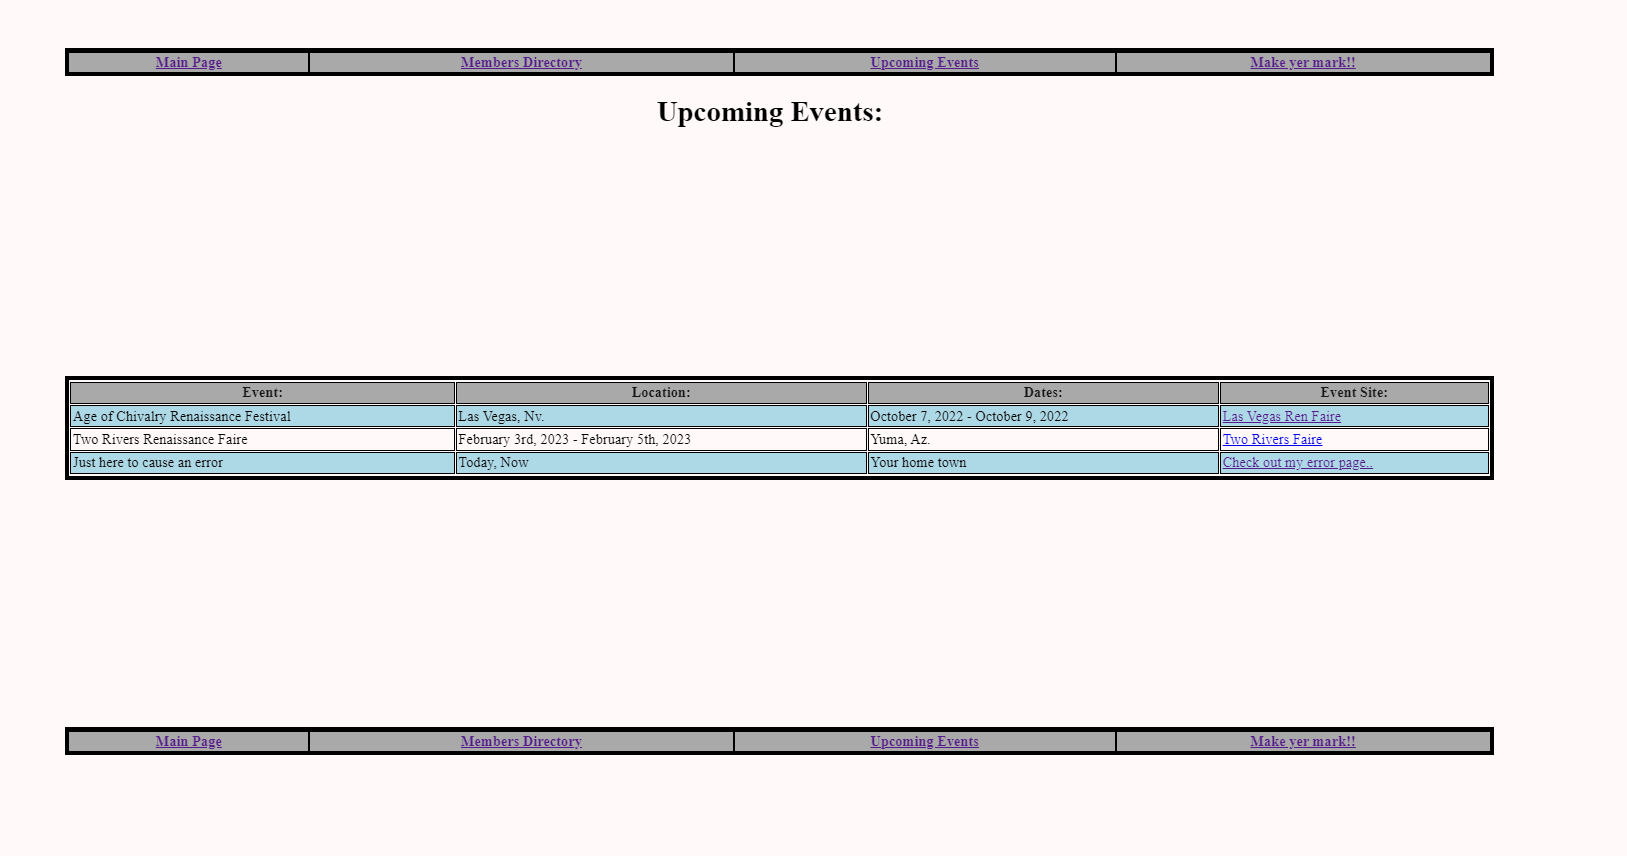 Main Page Members Directory Upcoming Events Make yer mark!!
Upcoming Events:
Event: Location: Dates: Event Site:
Age of Chivalry Renaissance Festival Las Vegas, Nv. October 7, 2022 - October 9, 2022 Las Vegas Ren Faire
Two Rivers Renaissance Faire February 3rd, 2023 - February 5th, 2023 Yuma, Az. Two Rivers Faire
Just here to cause an error Today, Now Your home town Check out my error page..
Main Page Members Directory Upcoming Events Make yer mark!!